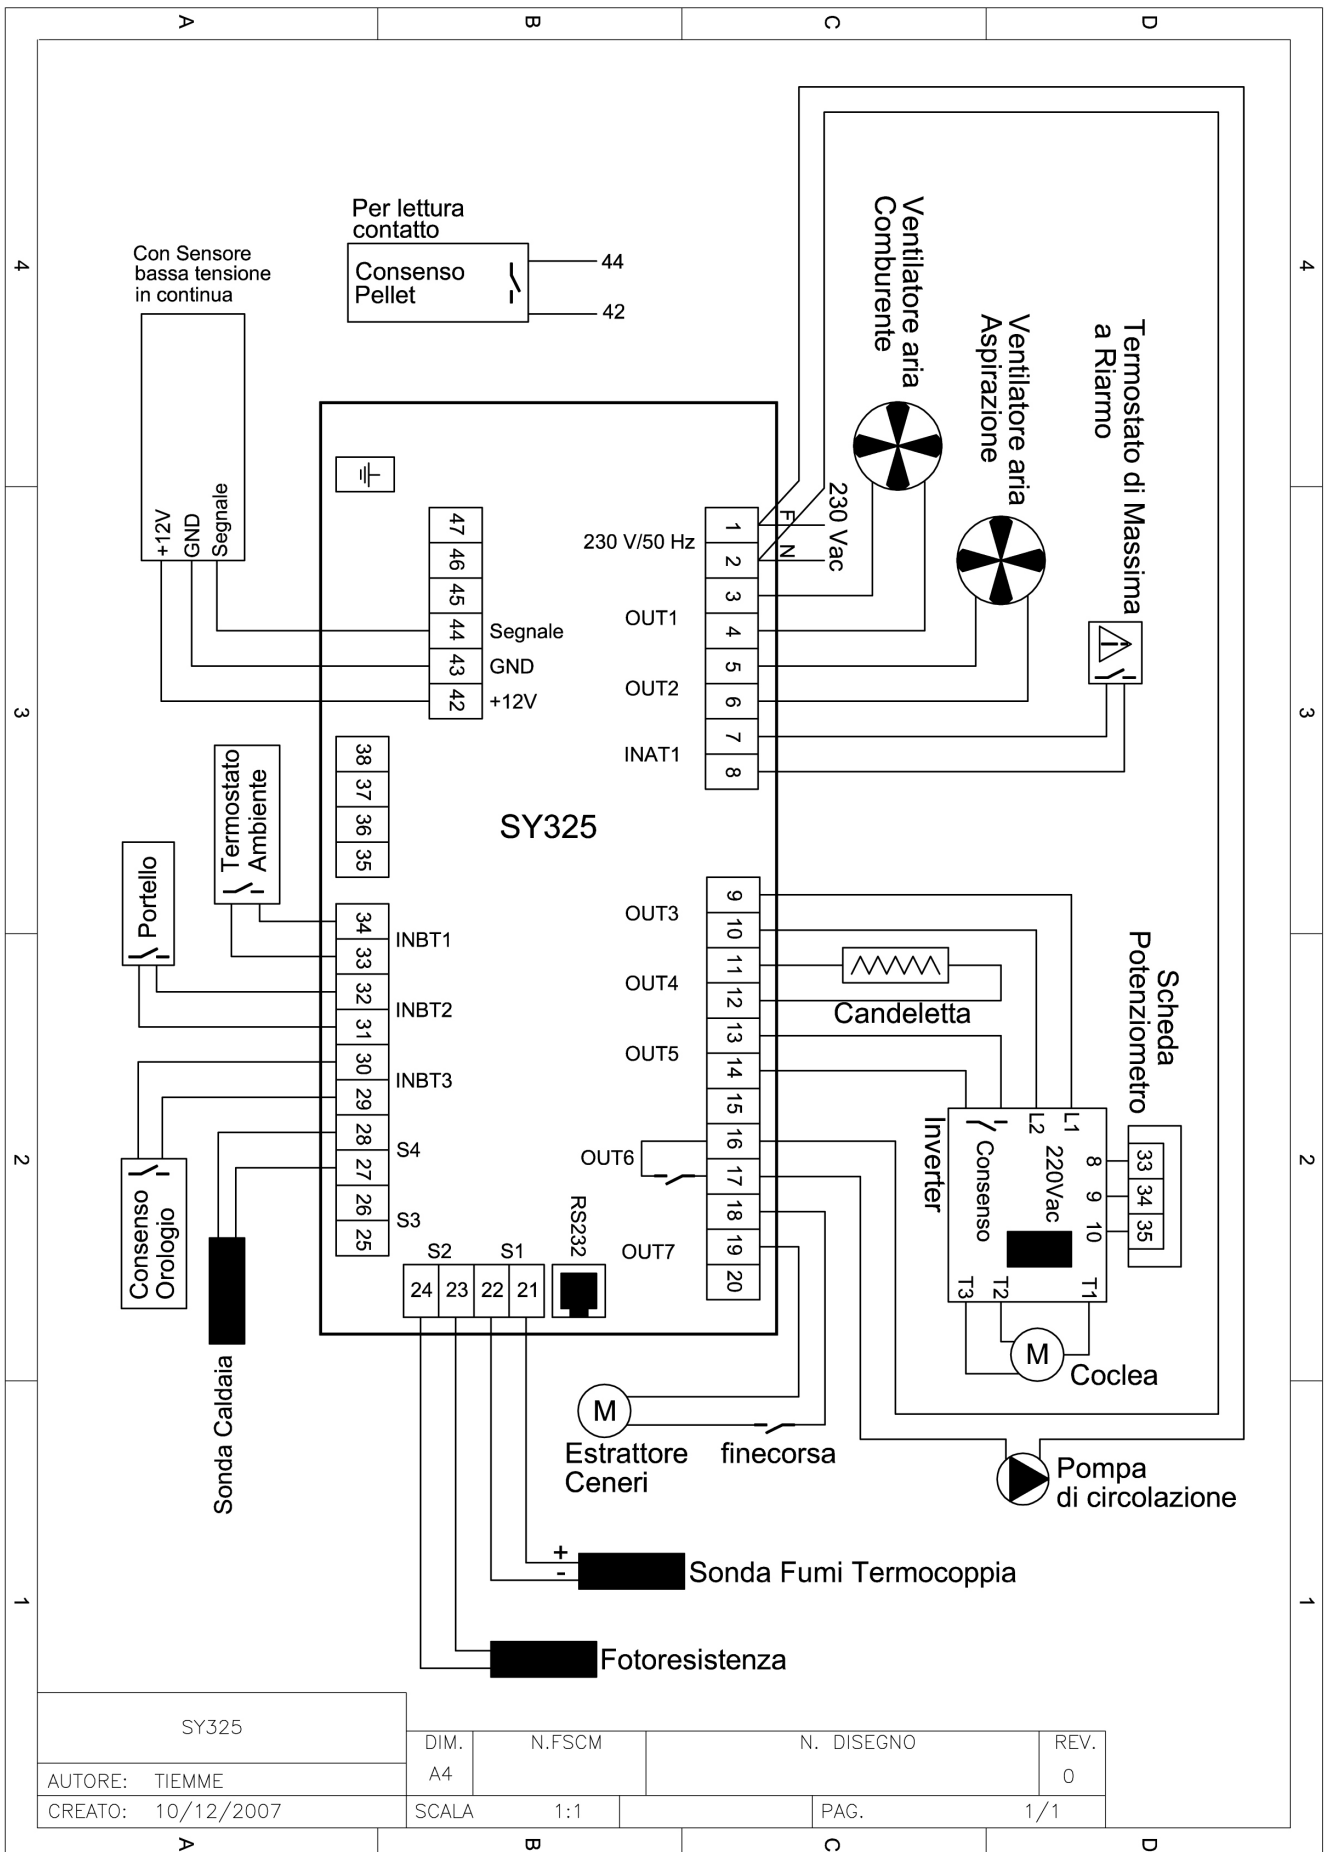 A
B
C
D
4
4
Per lettura
contatto
Consenso
Pellet
44
42
Con Sensore
bassa tensione
in continua
+12V
GND
Segnale
Ventilatore aria
Comburente
Ventilatore aria
Aspirazione
Termostato di Massima
a Riarmo
230 Vac
F
N
47
46
45
44
43
42
Segnale
GND
+12V
230 V/50 Hz
OUT1
OUT2
INAT1
1
2
3
4
5
6
7
8
3
3
SY325
38
37
36
35
Termostato
Ambiente
Portello
34
33
32
31
30
29
28
27
26
25
INBT1
INBT2
INBT3
S4
S3
Consenso
Orologio
Sonda Caldaia
OUT3
OUT4
OUT5
OUT6
OUT7
9
10
11
12
13
14
15
16
17
18
19
20
Candeletta
Scheda
Potenziometro
33
34
35
8
9
10
L1
L2
220Vac
Consenso
Inverter
T1
T2
T3
M
Coclea
2
2
RS232
S2
S1
24
23
22
21
M
Estrattore
Ceneri
finecorsa
Pompa
di circolazione
+
-
Sonda Fumi Termocoppia
Fotoresistenza
1
1
SY325
AUTORE: TIEMME
CREATO: 10/12/2007
DIM.
A4
N.FSCM
N. DISEGNO
REV.
0
SCALA 1:1
PAG. 1/1
A
B
C
D